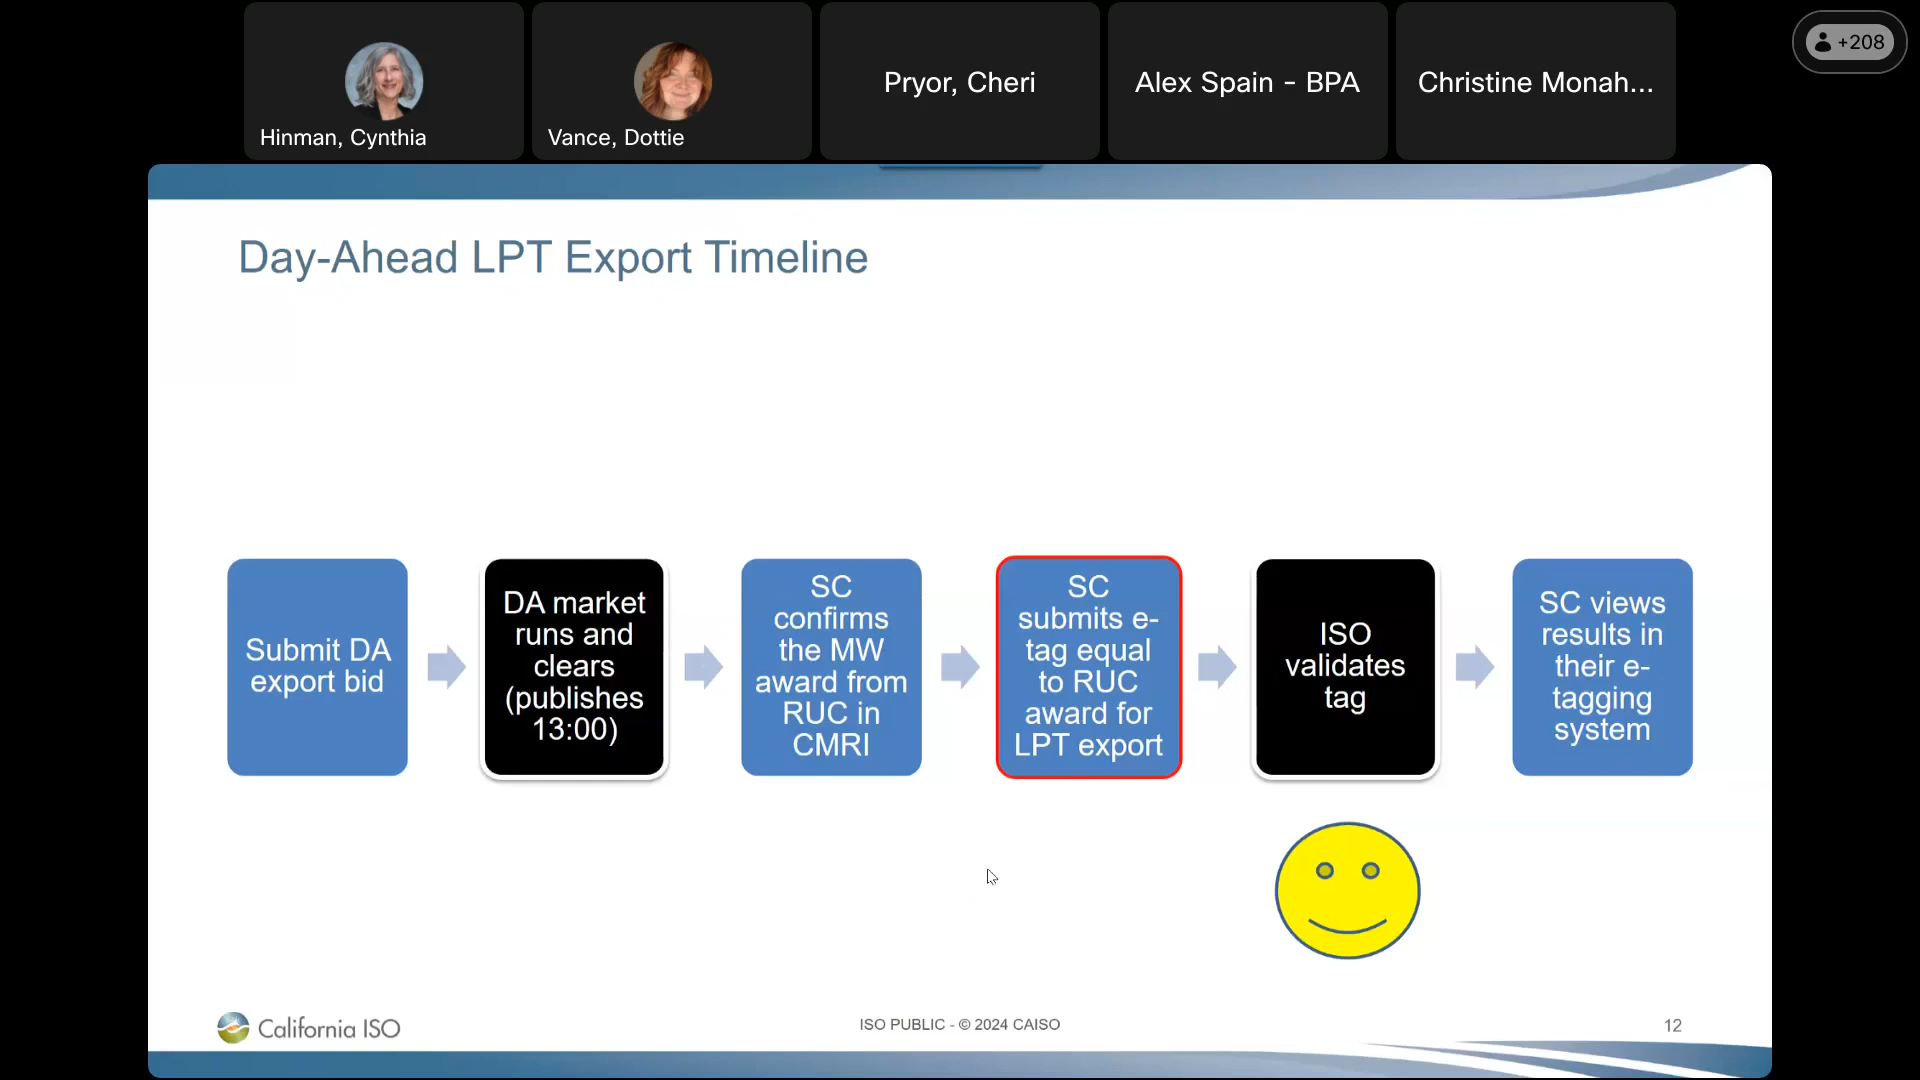 Hinman, Cynthia
Vance, Dottie
Pryor, Cheri
Alex Spain - BPA
Christine Monah...
+208
Day-Ahead LPT Export Timeline
Submit DA
export bid
DA market
runs and
clears
(publishes
13:00)
SC
confirms
the MW
award from
RUC in
CMRI
SC
submits e-
tag equal
to RUC
award for
LPT export
ISO
validates
tag
SC views
results in
their e-
tagging
system
California ISO
ISO PUBLIC - © 2024 CAISO
12